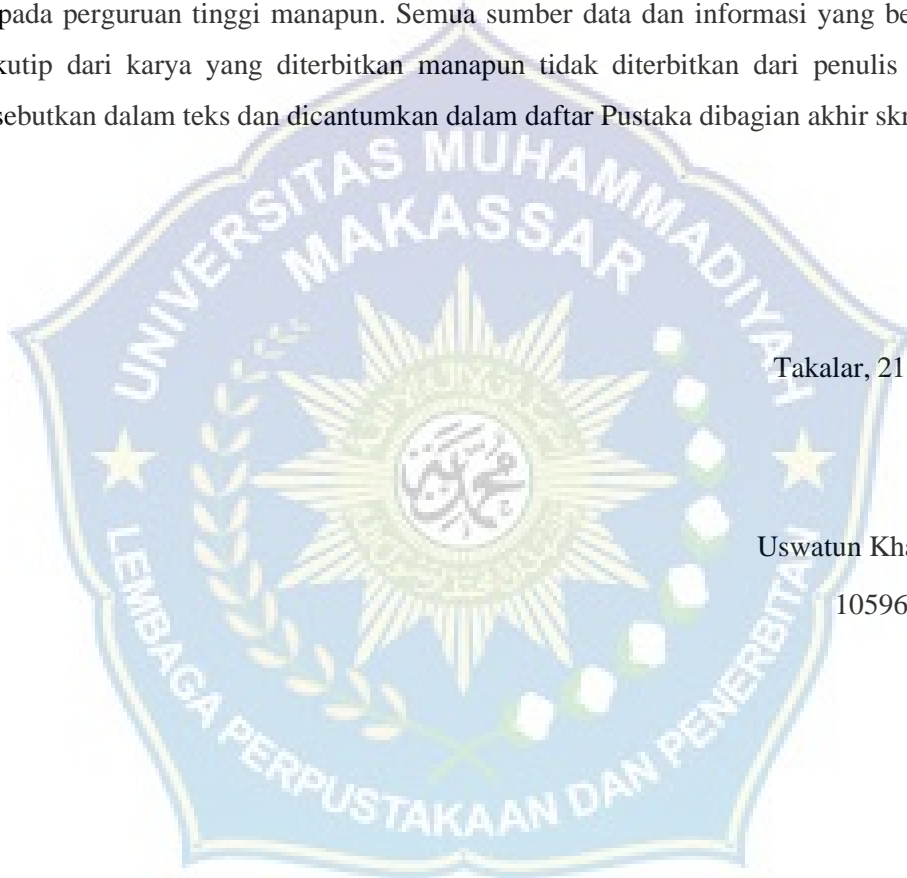 pada perguruan tinggi manapun. Semua sumber data dan informasi yang be
kutip dari karya yang diterbitkan manapun tidak diterbitkan dari penulis
sebutkan dalam teks dan dicantumkan dalam daftar Pustaka dibagian akhir skr
UNIVERSITAS MUHAMMADIYAH
MAKASSAR
Takalar, 21
محمدية
Uswatun Kha
10596
LEMBAGA PERPUSTAKAAN DAN PENERBITAN